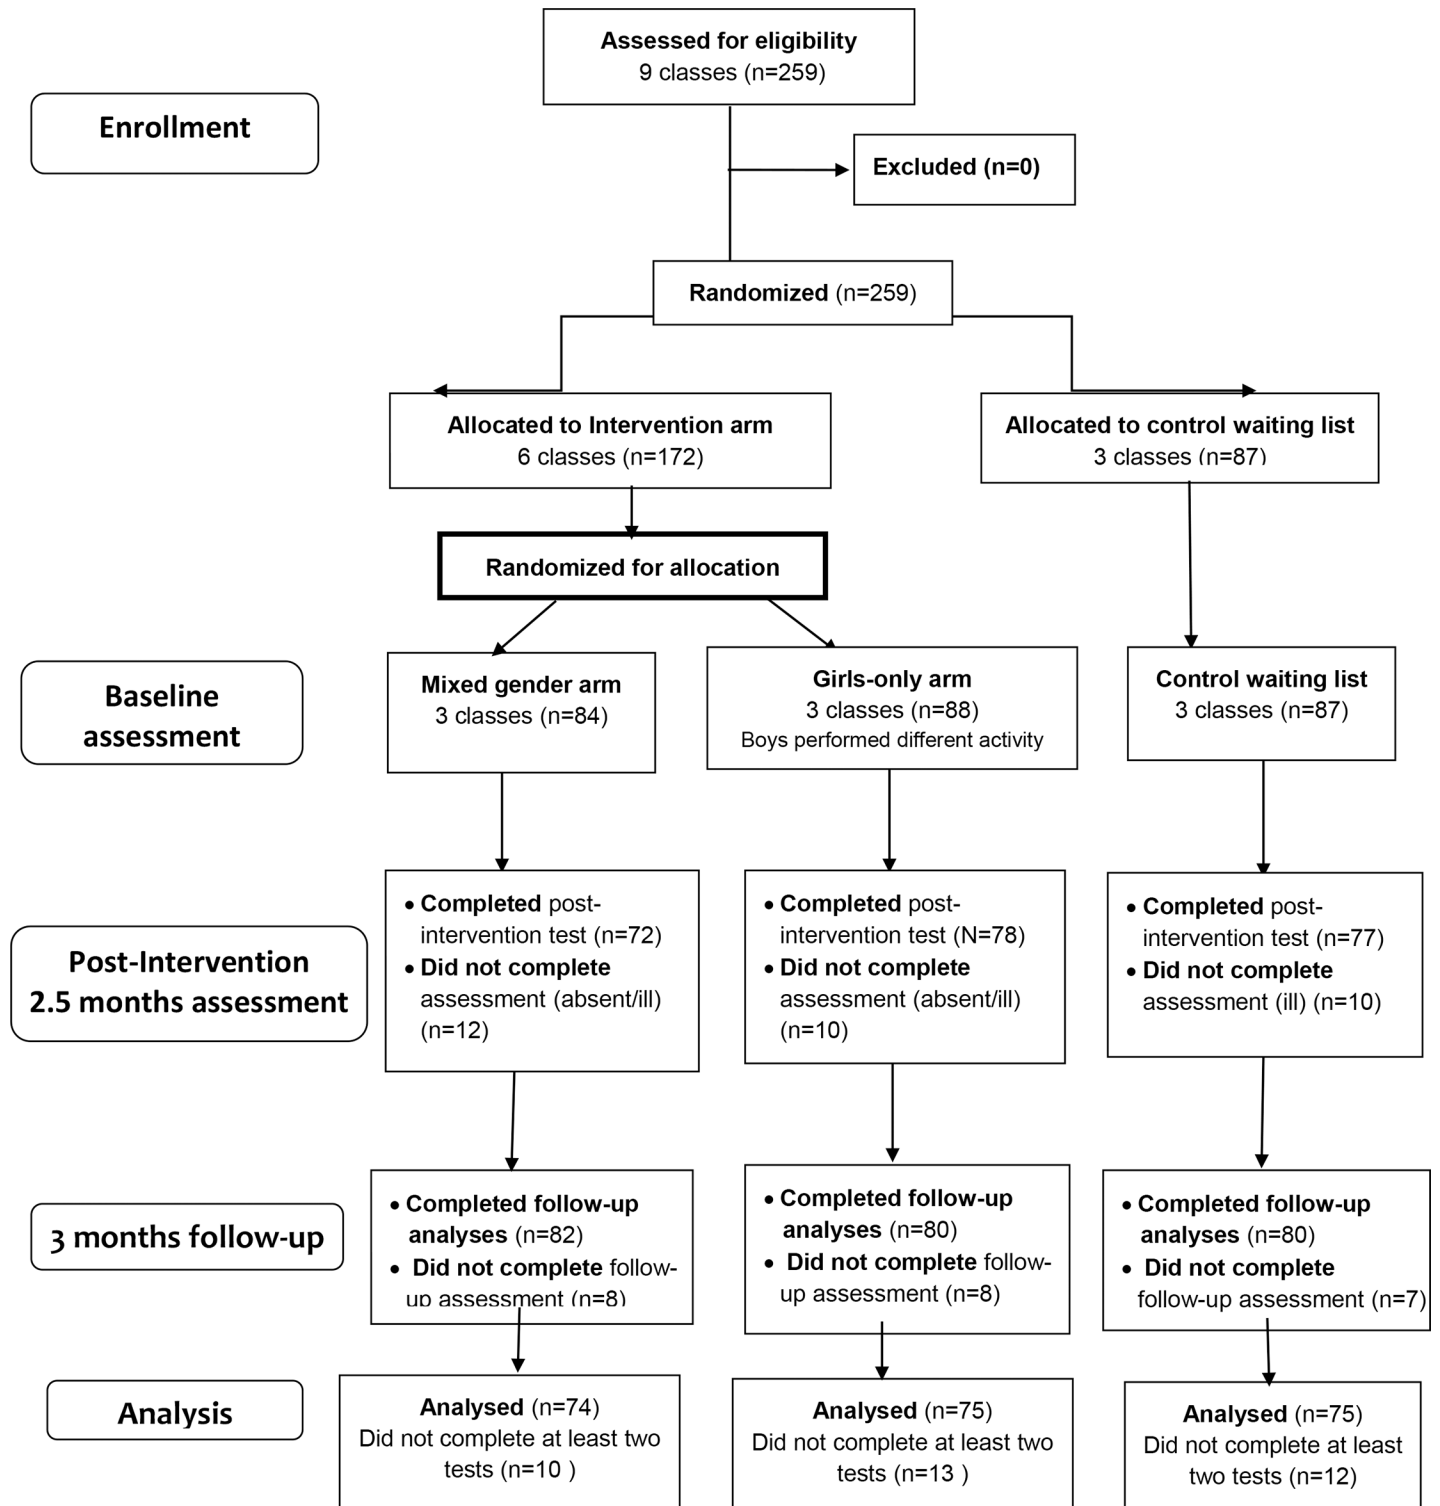 Assessed for eligibility
9 classes (n=259)
Enrollment
Excluded (n=0)
Randomized (n=259)
Allocated to Intervention arm
6 classes (n=172)
Allocated to control waiting list
3 classes (n=87)
Randomized for allocation
Baseline
assessment
Mixed gender arm
3 classes (n=84)
Girls-only arm
3 classes (n=88)
Boys performed different activity
Control waiting list
3 classes (n=87)
Post-Intervention
2.5 months assessment
• Completed post-
intervention test (n=72)
• Did not complete
assessment (absent/ill)
(n=12)
• Completed post-
intervention test (N=78)
• Did not complete
assessment (absent/ill)
(n=10)
• Completed post-
intervention test (n=77)
• Did not complete
assessment (ill) (n=10)
3 months follow-up
• Completed follow-up
analyses (n=82)
• Did not complete follow-
up assessment (n=8)
• Completed follow-up
analyses (n=80)
• Did not complete follow-
up assessment (n=8)
• Completed follow-up
analyses (n=80)
• Did not complete
follow-up assessment (n=7)
Analysis
Analysed (n=74)
Did not complete at least two
tests (n=10 )
Analysed (n=75)
Did not complete at least two
tests (n=13 )
Analysed (n=75)
Did not complete at least
two tests (n=12)